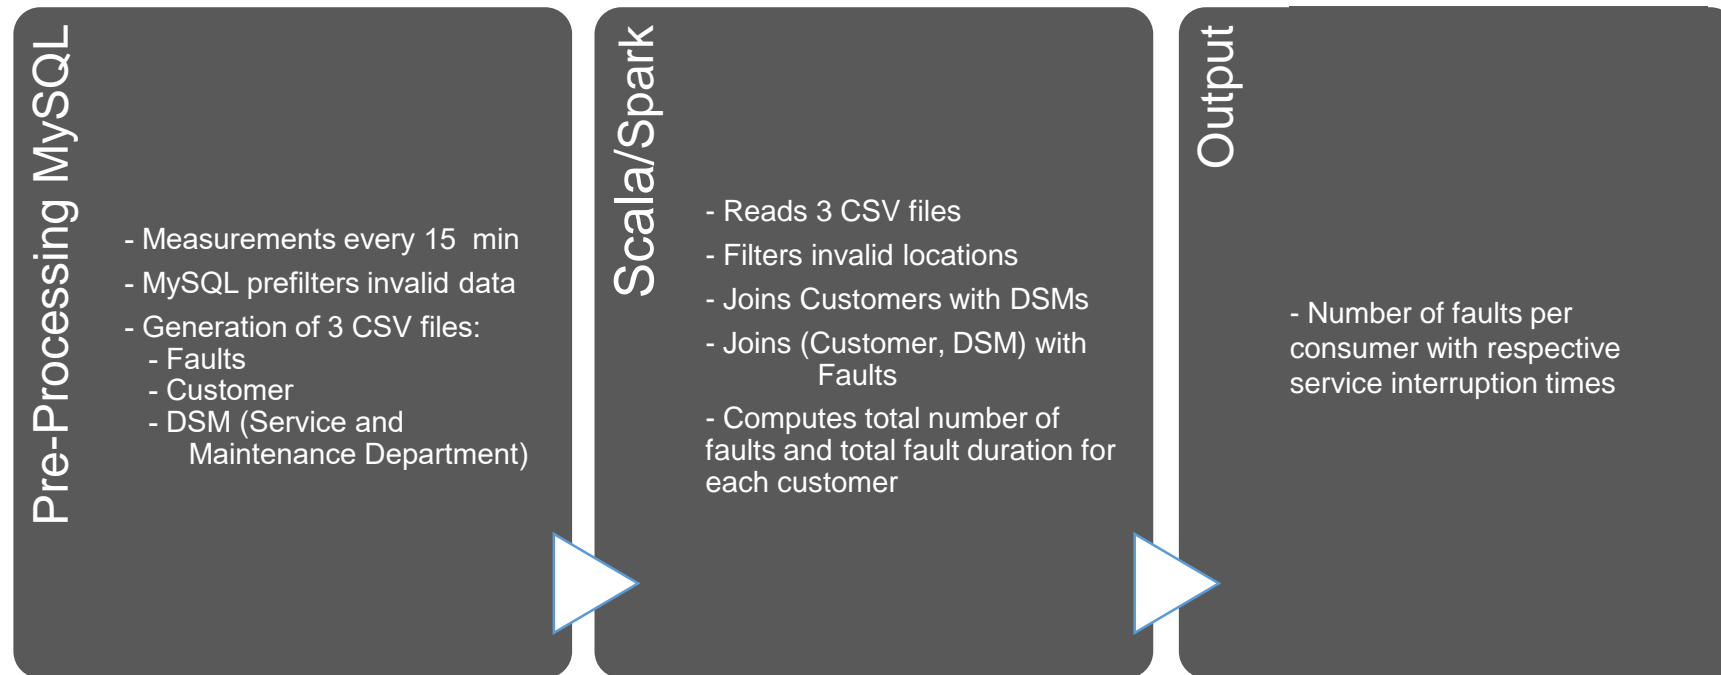 Pre-Processing MySQL
- Measurements every 15  min
- MySQL prefilters invalid data
- Generation of 3 CSV files:
- Faults
- Customer
- DSM (Service and
Maintenance Department)
Scala/Spark
- Reads 3 CSV files
- Filters invalid locations
- Joins Customers with DSMs
- Joins (Customer, DSM) with
Faults
- Computes total number of
faults and total fault duration for
each customer
Output
- Number of faults per
consumer with respective
service interruption times